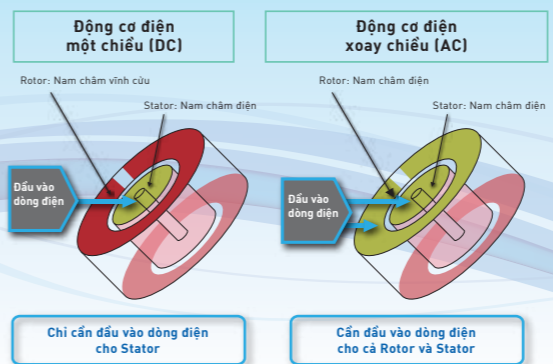 Động cơ điện
một chiều (DC)
Rotor: Nam châm vĩnh cửu
Stator: Nam châm điện
Đầu vào
dòng điện
Chỉ cần đầu vào dòng điện
cho Stator
Động cơ điện
xoay chiều (AC)
Rotor: Nam châm điện
Stator: Nam châm điện
Đầu vào
dòng điện
Cần đầu vào dòng điện
cho cả Rotor và Stator